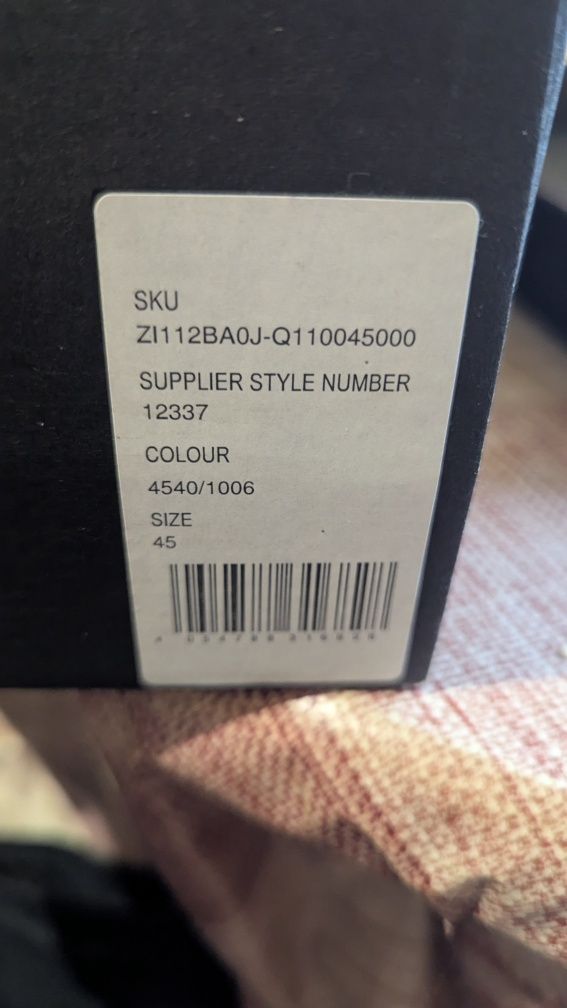 SKU
ZI112BA0J-Q110045000
SUPPLIER STYLE NUMBER
12337
COLOUR
4540/1006
SIZE
45